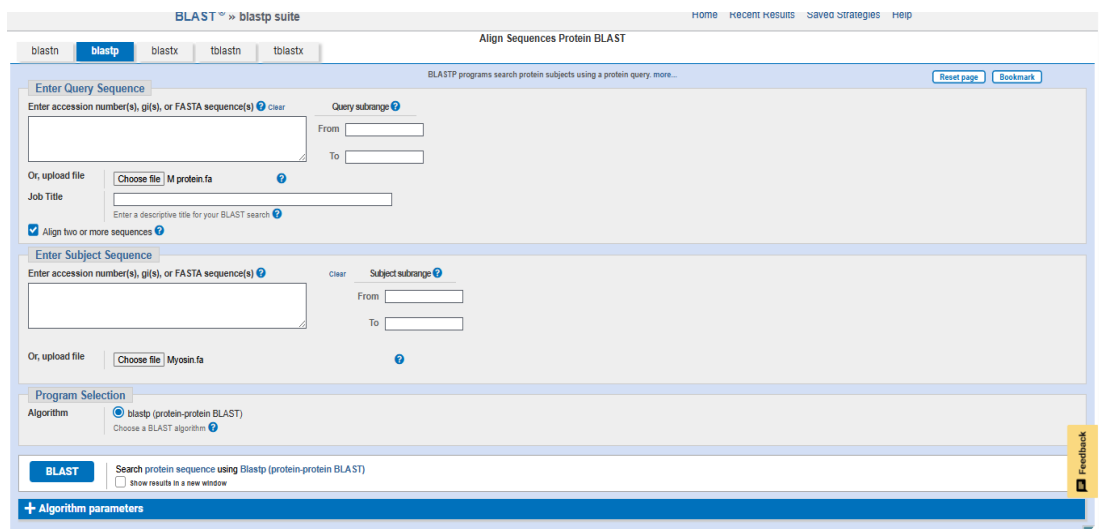 BLAST ® » blastp suite
Home Recent Results Saved Strategies Help
Align Sequences Protein BLAST
blastn blastp blastx tblastn tblastx
BLASTP programs search protein subjects using a protein query. more...
Reset page Bookmark
Enter Query Sequence
Enter accession number(s), gi(s), or FASTA sequence(s) ? Clear
Query subrange ?
From
To
Or, upload file Choose file M protein.fa ?
Job Title
Enter a descriptive title for your BLAST search ?
Align two or more sequences ?
Enter Subject Sequence
Enter accession number(s), gi(s), or FASTA sequence(s) ? Clear
Subject subrange ?
From
To
Or, upload file Choose file Myosin.fa ?
Program Selection
Algorithm blastp (protein-protein BLAST)
Choose a BLAST algorithm ?
BLAST
Search protein sequence using Blastp (protein-protein BLAST)
Show results in a new window
Feedback
+ Algorithm parameters